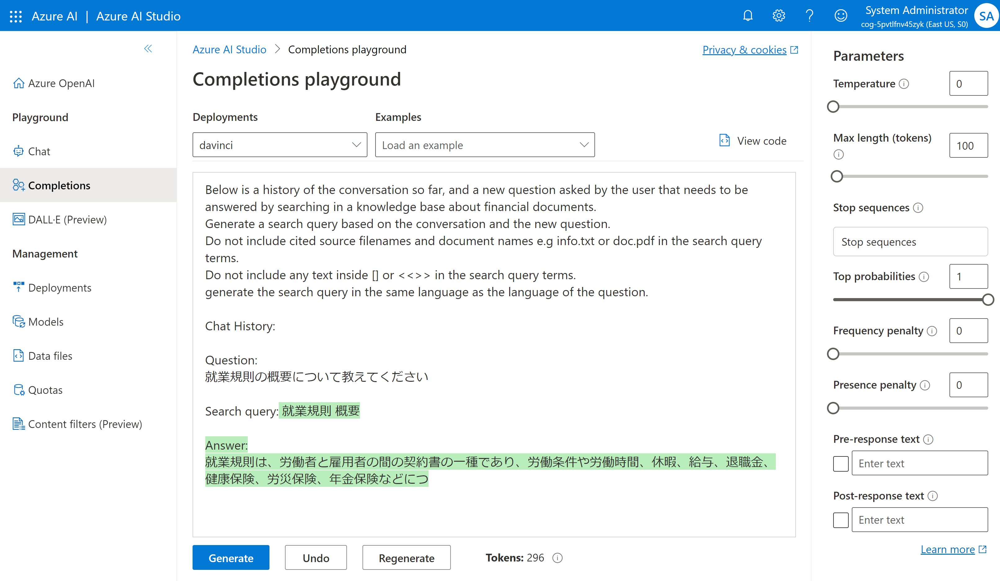 Azure AI | Azure AI Studio
System Administrator
cog-5pvtlfnv45zyk (East US, S0)
SA
Azure OpenAI
Playground
Chat
Completions
DALL·E (Preview)
Management
Deployments
Models
Data files
Quotas
Content filters (Preview)
Azure AI Studio > Completions playground
Privacy & cookies
Completions playground
Deployments
Examples
davinci
Load an example
View code
Below is a history of the conversation so far, and a new question asked by the user that needs to be
answered by searching in a knowledge base about financial documents.
Generate a search query based on the conversation and the new question.
Do not include cited source filenames and document names e.g info.txt or doc.pdf in the search query
terms.
Do not include any text inside [] or <<>> in the search query terms.
generate the search query in the same language as the language of the question.
Chat History:
Question:
就業規則の概要について教えてください
Search query: 就業規則 概要
Answer:
就業規則は、労働者と雇用者の間の契約書の一種であり、労働条件や労働時間、休暇、給与、退職金、
健康保険、労災保険、年金保険などにつ
Generate
Undo
Regenerate
Tokens: 296
Parameters
Temperature
0
Max length (tokens)
100
Stop sequences
Stop sequences
Top probabilities
1
Frequency penalty
0
Presence penalty
0
Pre-response text
Enter text
Post-response text
Enter text
Learn more